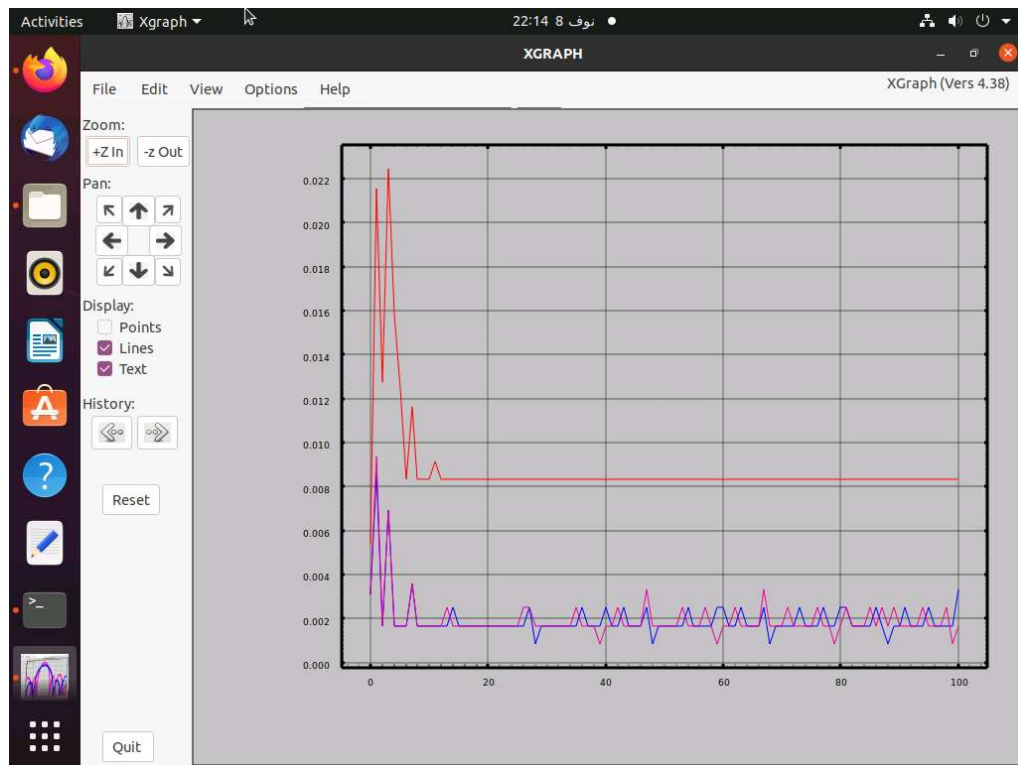 Activities Xgraph 22:14 8 نوف
XGRAPH
XGraph (Vers 4.38)
File Edit View Options Help
Zoom:
+Z In -z Out
Pan:
Display:
Points
Lines
Text
History:
Reset
Quit
0.022
0.020
0.018
0.016
0.014
0.012
0.010
0.008
0.006
0.004
0.002
0.000
0 20 40 60 80 100